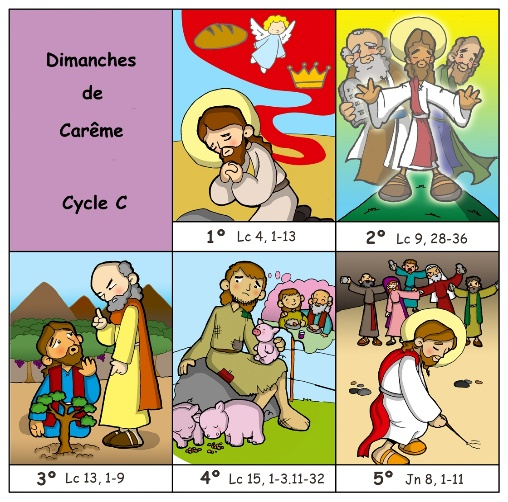 Dimanches
de
Carême
Cycle C
1° Lc 4, 1-13
2° Lc 9, 28-36
3° Lc 13, 1-9
4° Lc 15, 1-3.11-32
5° Jn 8, 1-11